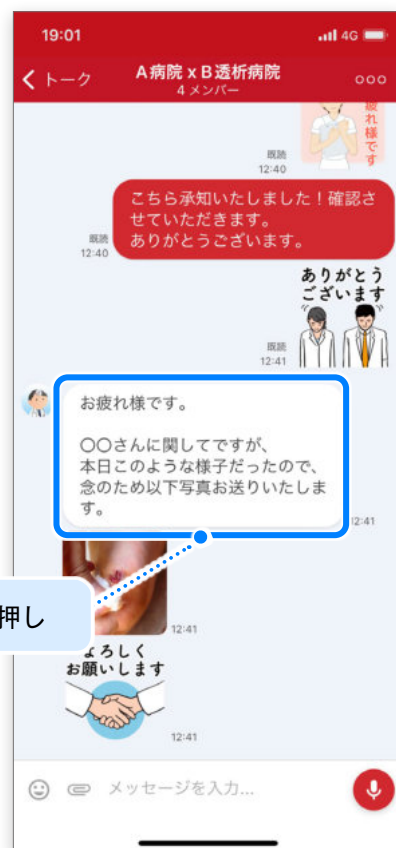 19:01
4G
トーク
A病院 x B透析病院
4 メンバー
れ様です
既読
12:40
こちら承知いたしました！確認さ
せていただきます。
ありがとうございます。
既読
12:40
ありがとう
ございます
既読
12:41
お疲れ様です。
〇〇さんに関してですが、
本日このような様子だったので、
念のため以下写真お送りいたしま
す。
12:41
押し
12:41
よろしく
お願いします
12:41
メッセージを入力...